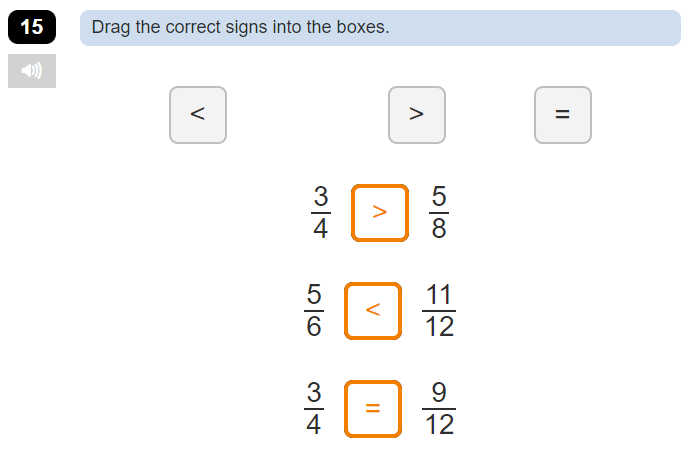 15 Drag the correct signs into the boxes.
< > =
3/4 > 5/8
5/6 < 11/12
3/4 = 9/12